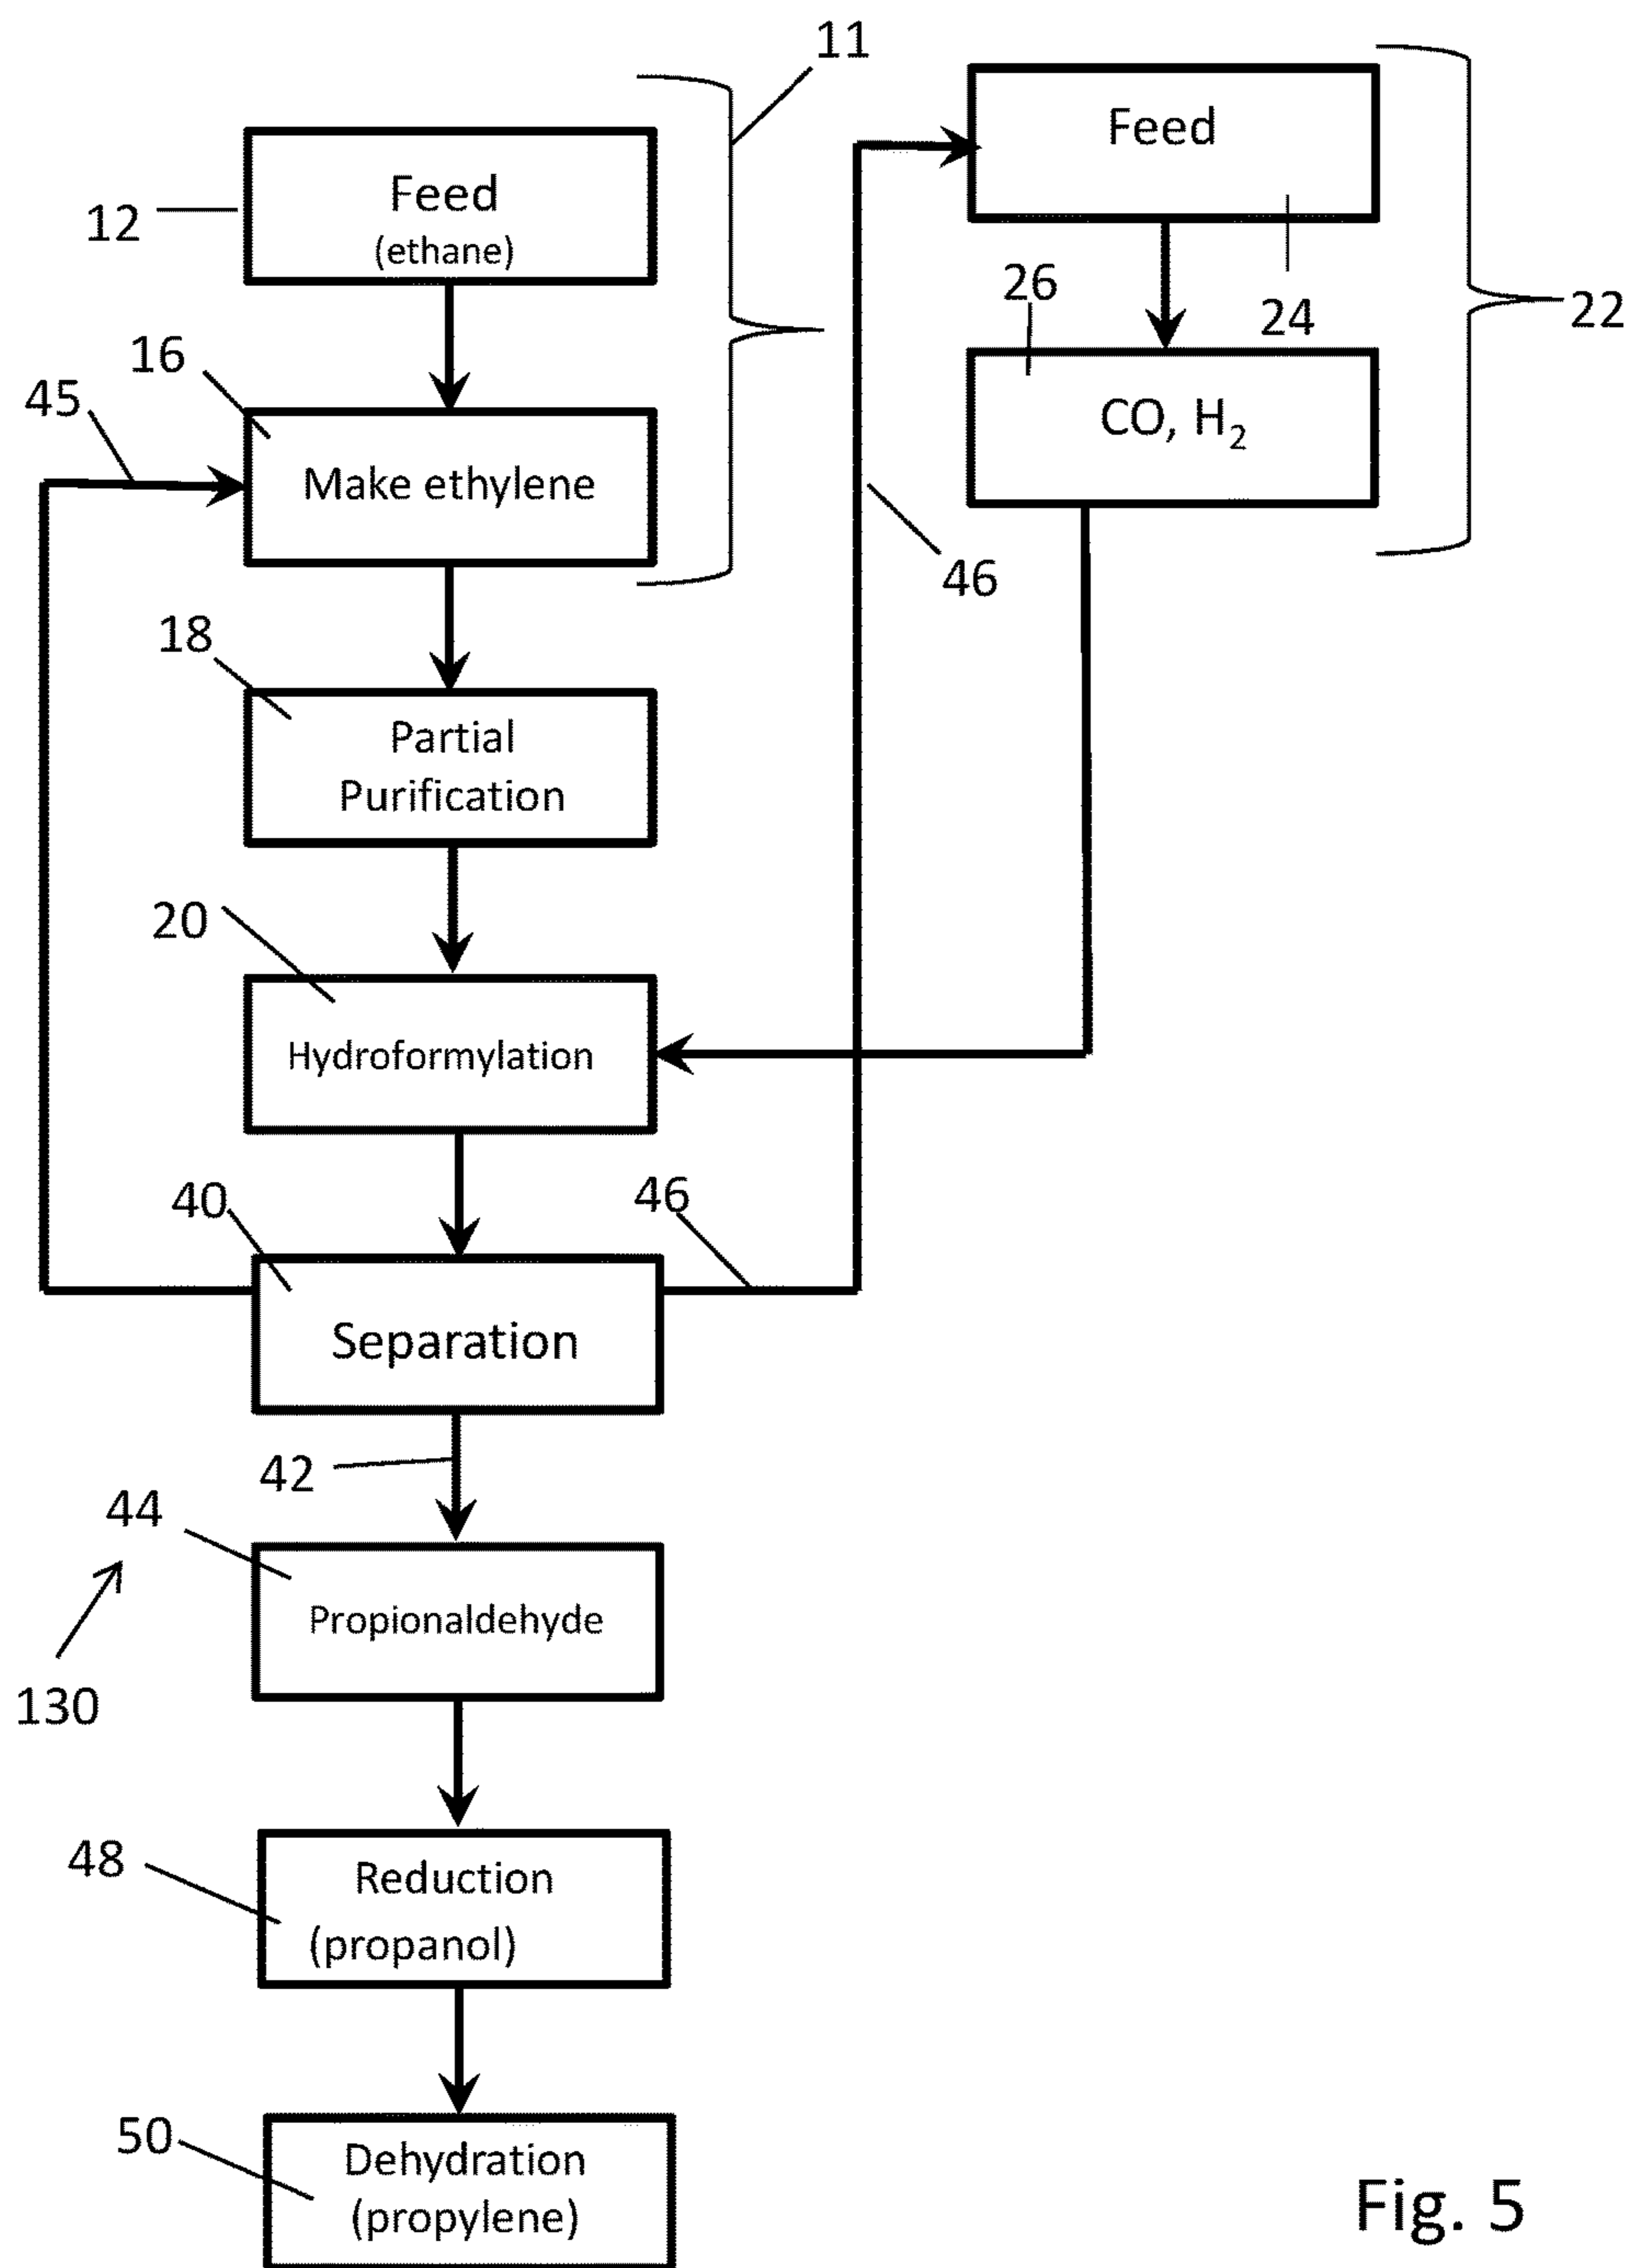 11
Feed
(ethane)
12
Feed
24
22
26
CO, H₂
16
45
Make ethylene
46
18
Partial
Purification
20
Hydroformylation
40
46
Separation
42
44
Propionaldehyde
130
48
Reduction
(propanol)
50
Dehydration
(propylene)
Fig. 5